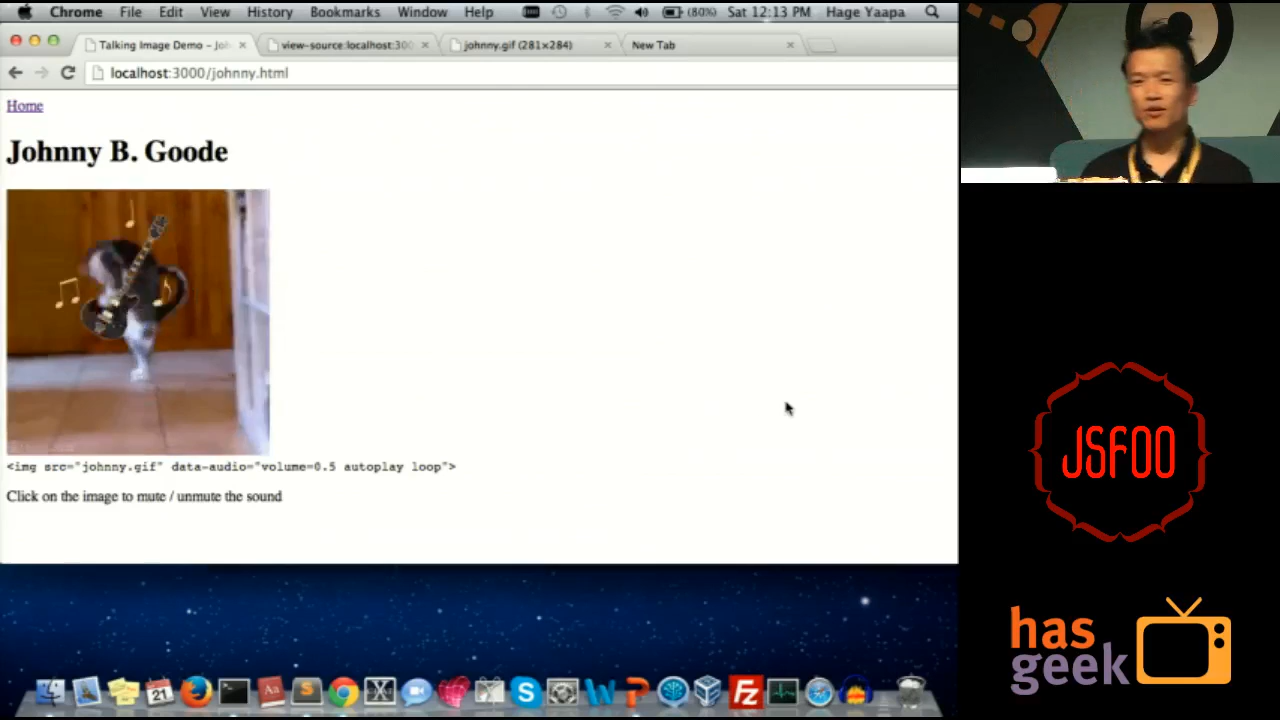 Chrome File Edit View History Bookmarks Window Help (80%) Sat 12:13 PM Hage Yaapa
Talking Image Demo – Joh
view-source:localhost:300
johnny.gif (281×284)
New Tab
localhost:3000/johnny.html
Home
Johnny B. Goode
<img src="johnny.gif" data-audio="volume=0.5 autoplay loop">
Click on the image to mute / unmute the sound
JSFOO
has
geek
21
Aa
S
X
S
W
P
FZ